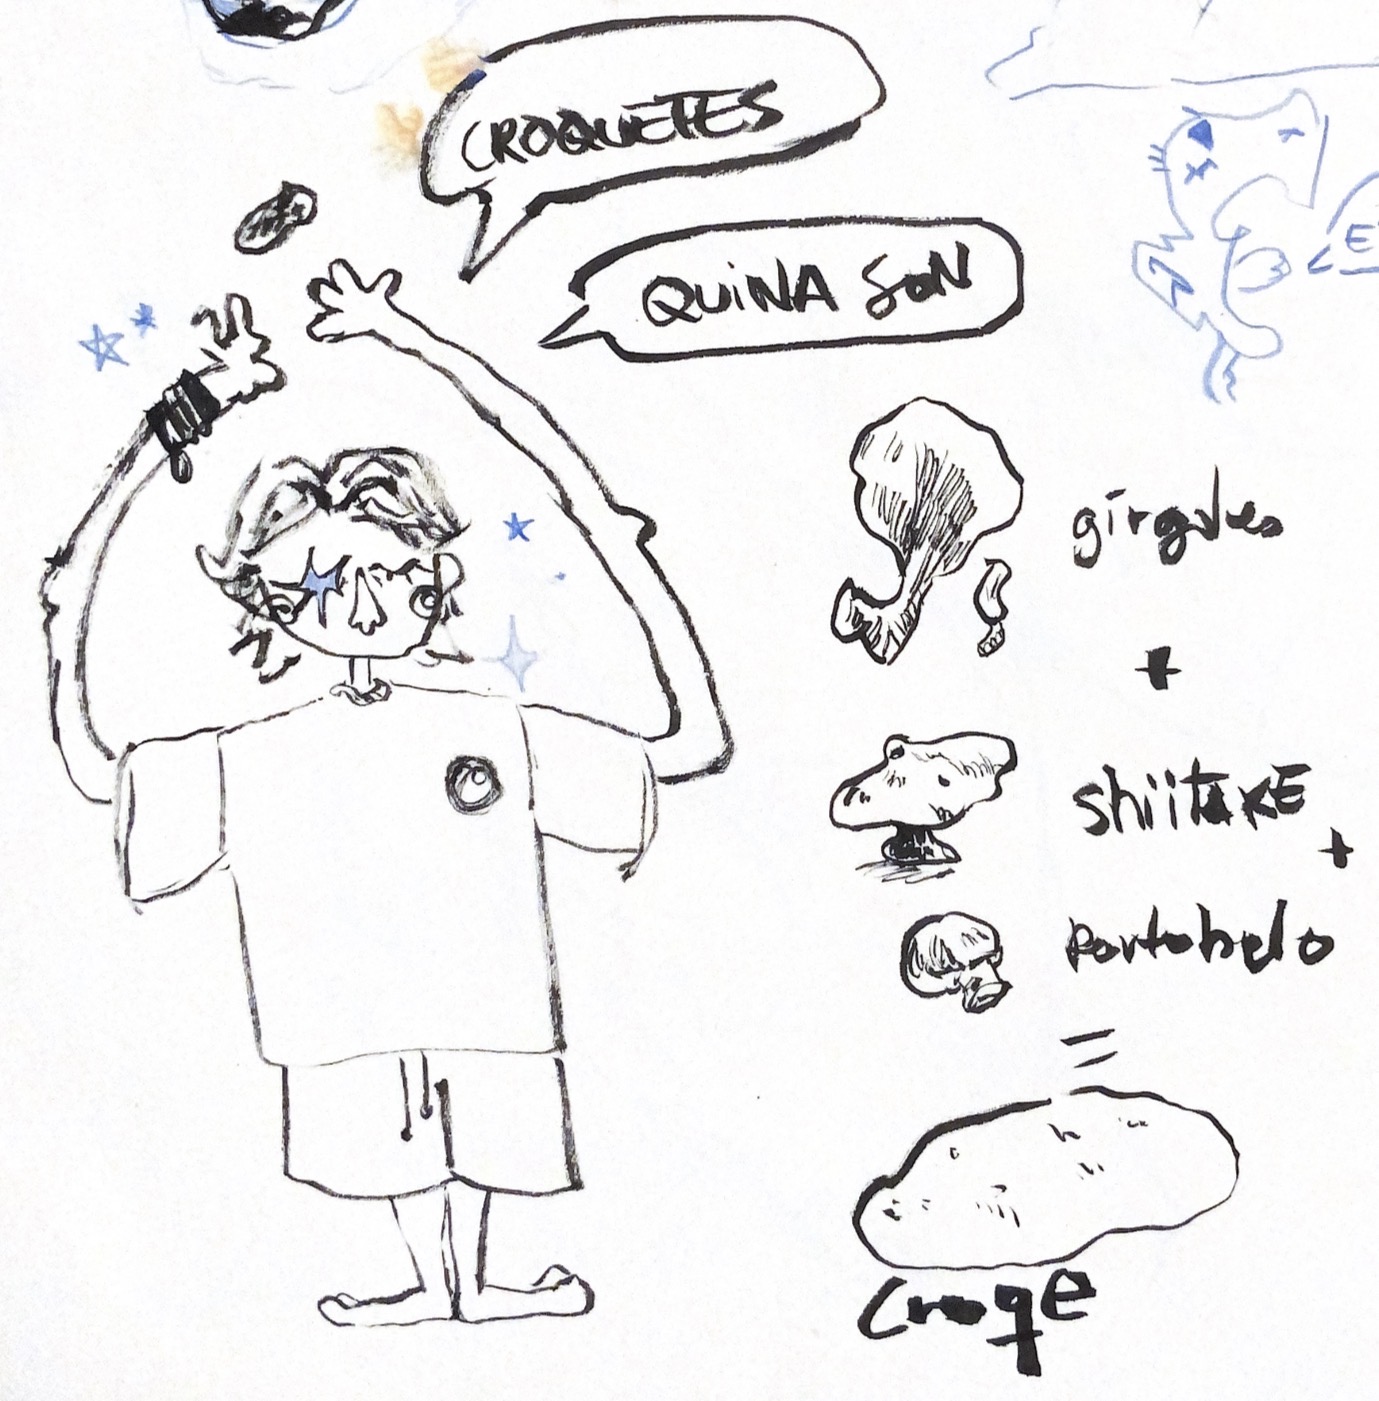 CROQUETES
QUINA SON
girgoles
+
shiitAKE
+
portobelo
=
Croqe